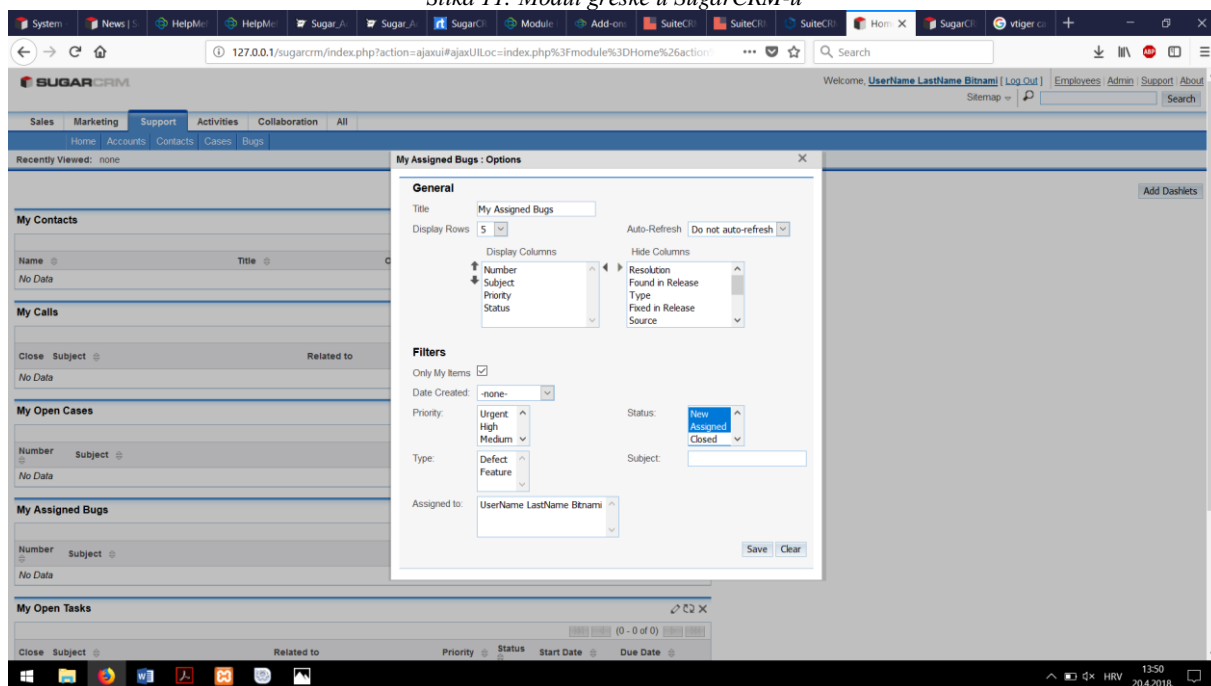 Slika 11: Modul greške u SugarCRM-u
System News | S HelpMe HelpMe Sugar_A Sugar_A SugarCR Module Add-ons SuiteCR SuiteCR SuiteCR Hom SugarCR vtiger ca
127.0.0.1/sugarcrm/index.php?action=ajaxui#ajaxUILoc=index.php%3Fmodule%3DHome%26action
Search
SUGARCRM
Welcome, UserName LastName Bitnami [ Log Out ] Employees | Admin | Support | About
Sitemap Search
Sales Marketing Support Activities Collaboration All
Home Accounts Contacts Cases Bugs
Recently Viewed: none
My Assigned Bugs : Options
Add Dashlets
General
Title My Assigned Bugs
Display Rows 5 Auto-Refresh Do not auto-refresh
Display Columns Hide Columns
Number Resolution
Subject Found in Release
Priority Type
Status Fixed in Release
Source
Filters
Only My Items
Date Created: -none-
Priority: Urgent Status: New
High Assigned
Medium Closed
Type: Defect Subject:
Feature
Assigned to: UserName LastName Bitnami
Save Clear
My Contacts
Name Title C
No Data
My Calls
Close Subject Related to
No Data
My Open Cases
Number Subject
No Data
My Assigned Bugs
Number Subject
No Data
My Open Tasks
(0 - 0 of 0)
Close Subject Related to Priority Status Start Date Due Date
HRV 13:50
20.4.2018.